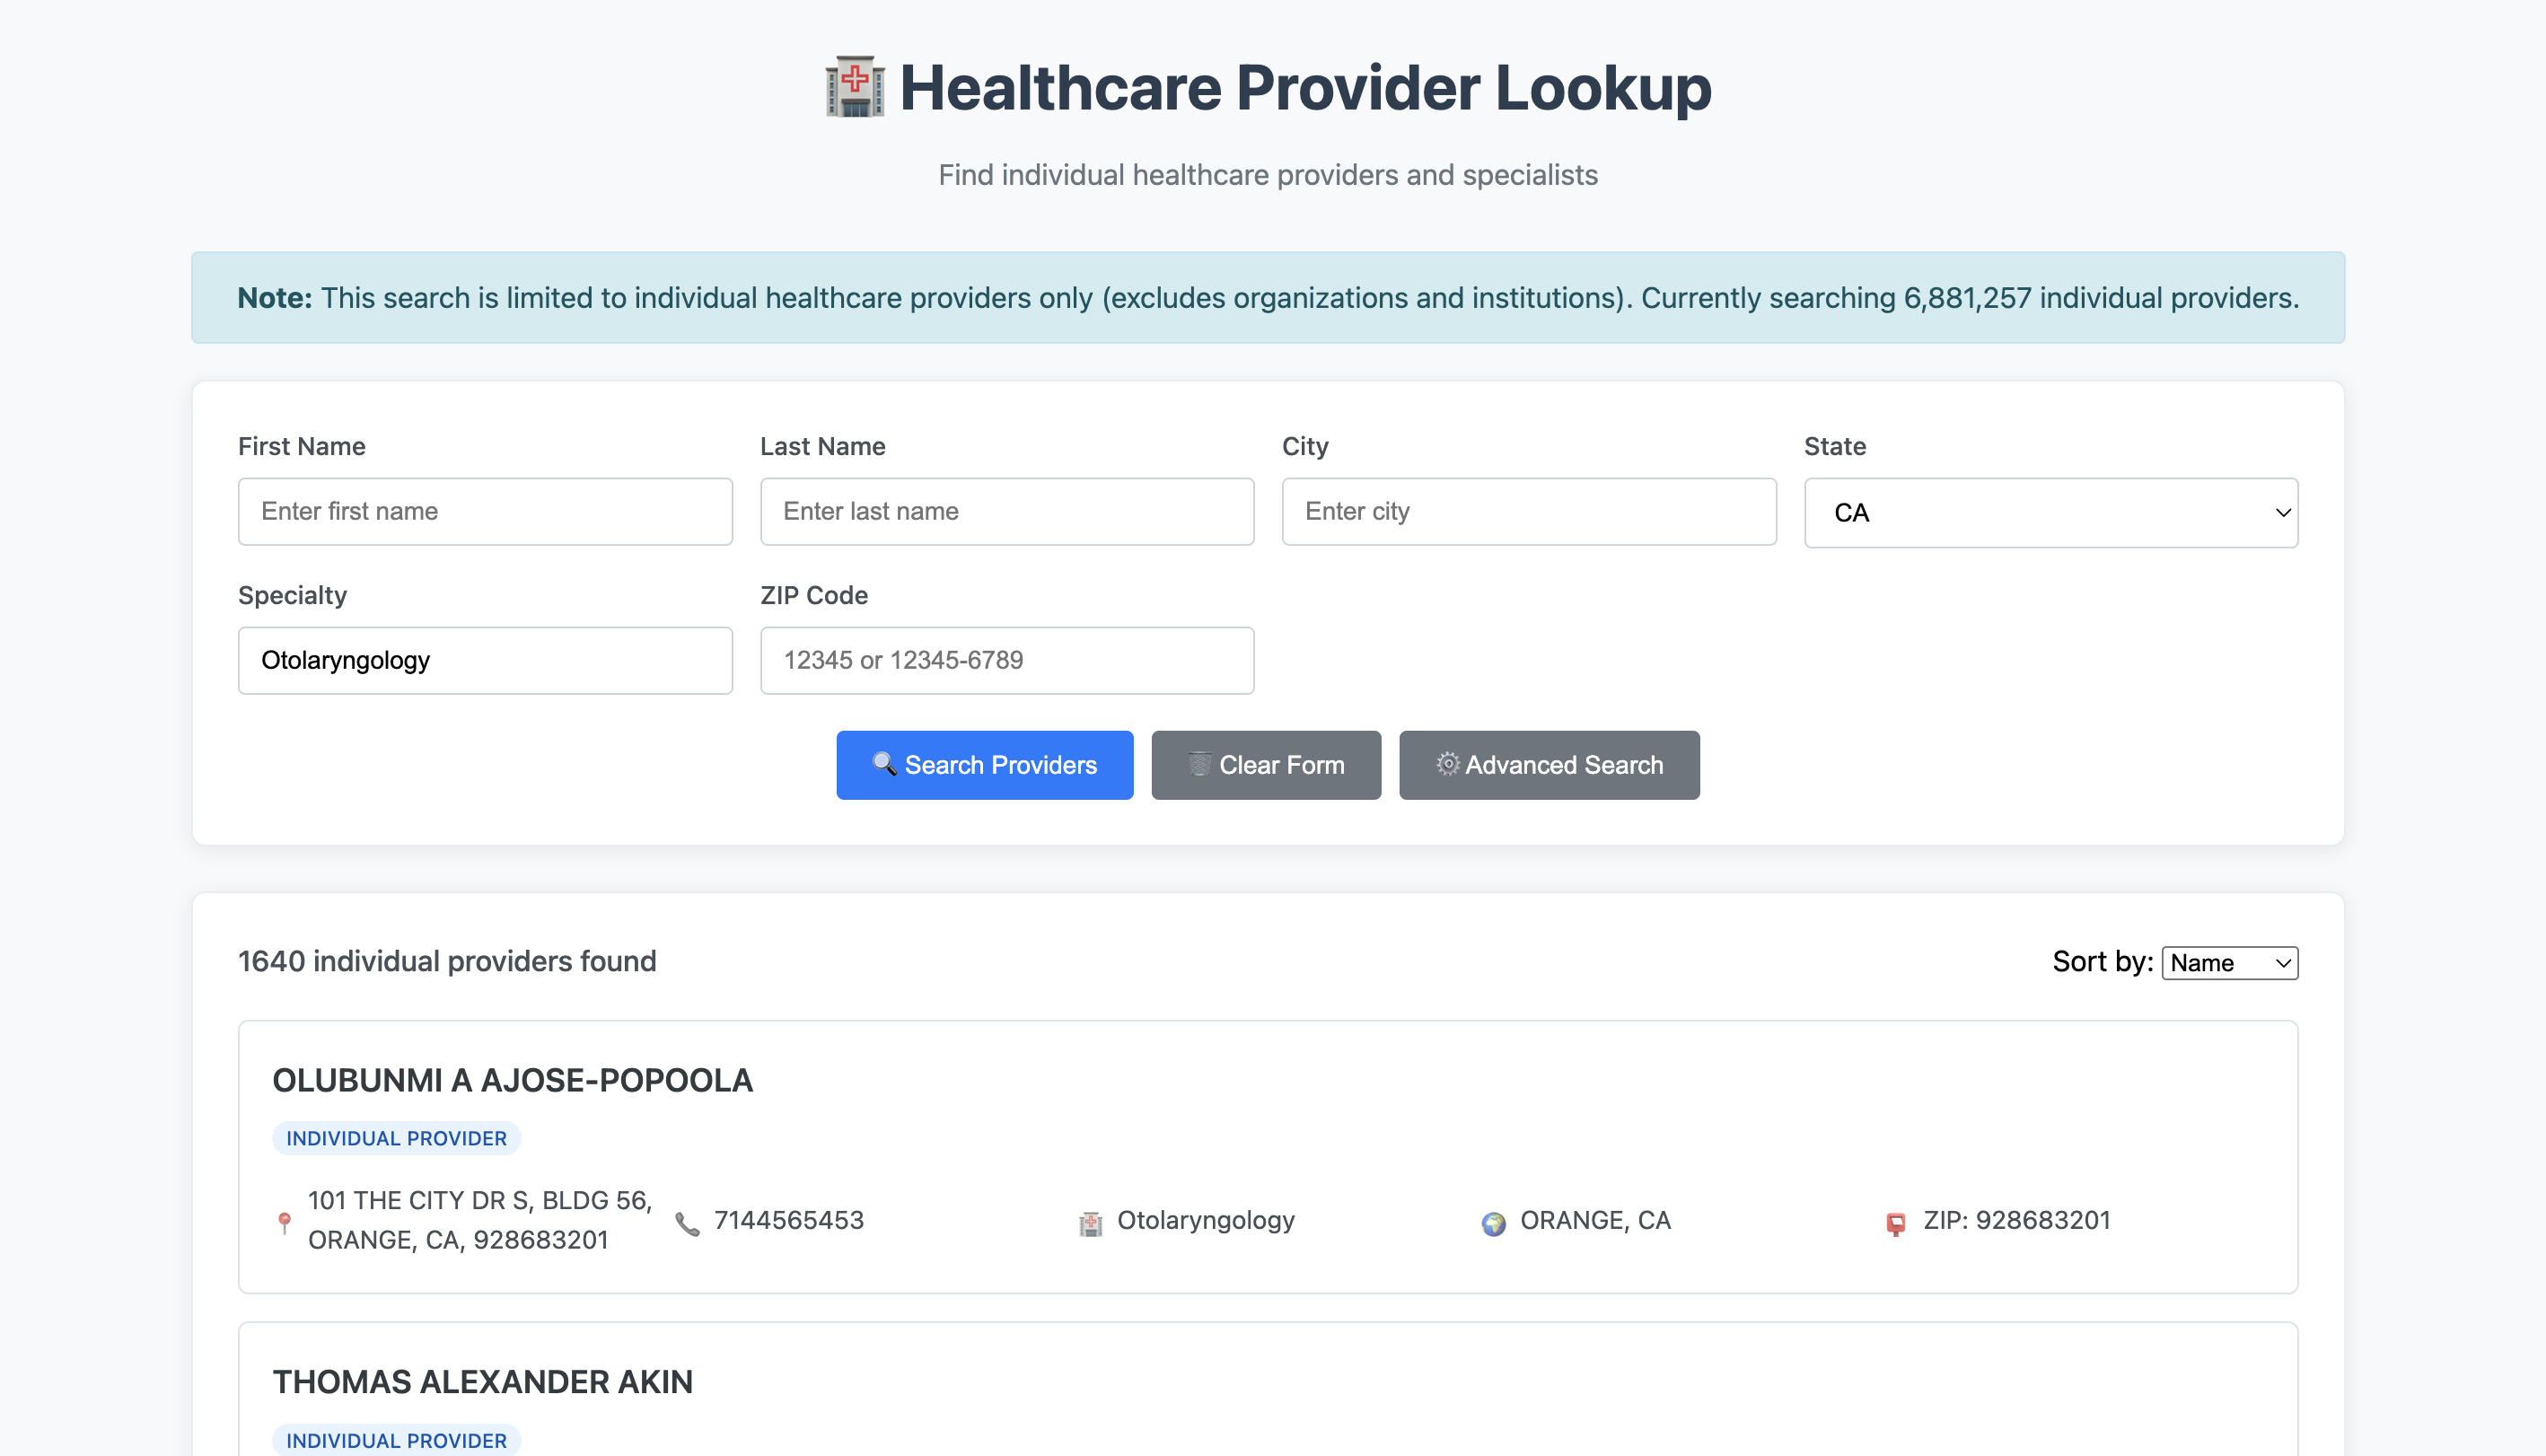 Healthcare Provider Lookup
Find individual healthcare providers and specialists
Note: This search is limited to individual healthcare providers only (excludes organizations and institutions). Currently searching 6,881,257 individual providers.
First Name
Last Name
City
State
Enter first name
Enter last name
Enter city
CA
Specialty
ZIP Code
Otolaryngology
12345 or 12345-6789
Search Providers
Clear Form
Advanced Search
1640 individual providers found
Sort by: Name
OLUBUNMI A AJOSE-POPOOLA
INDIVIDUAL PROVIDER
101 THE CITY DR S, BLDG 56,
ORANGE, CA, 928683201
7144565453
Otolaryngology
ORANGE, CA
ZIP: 928683201
THOMAS ALEXANDER AKIN
INDIVIDUAL PROVIDER